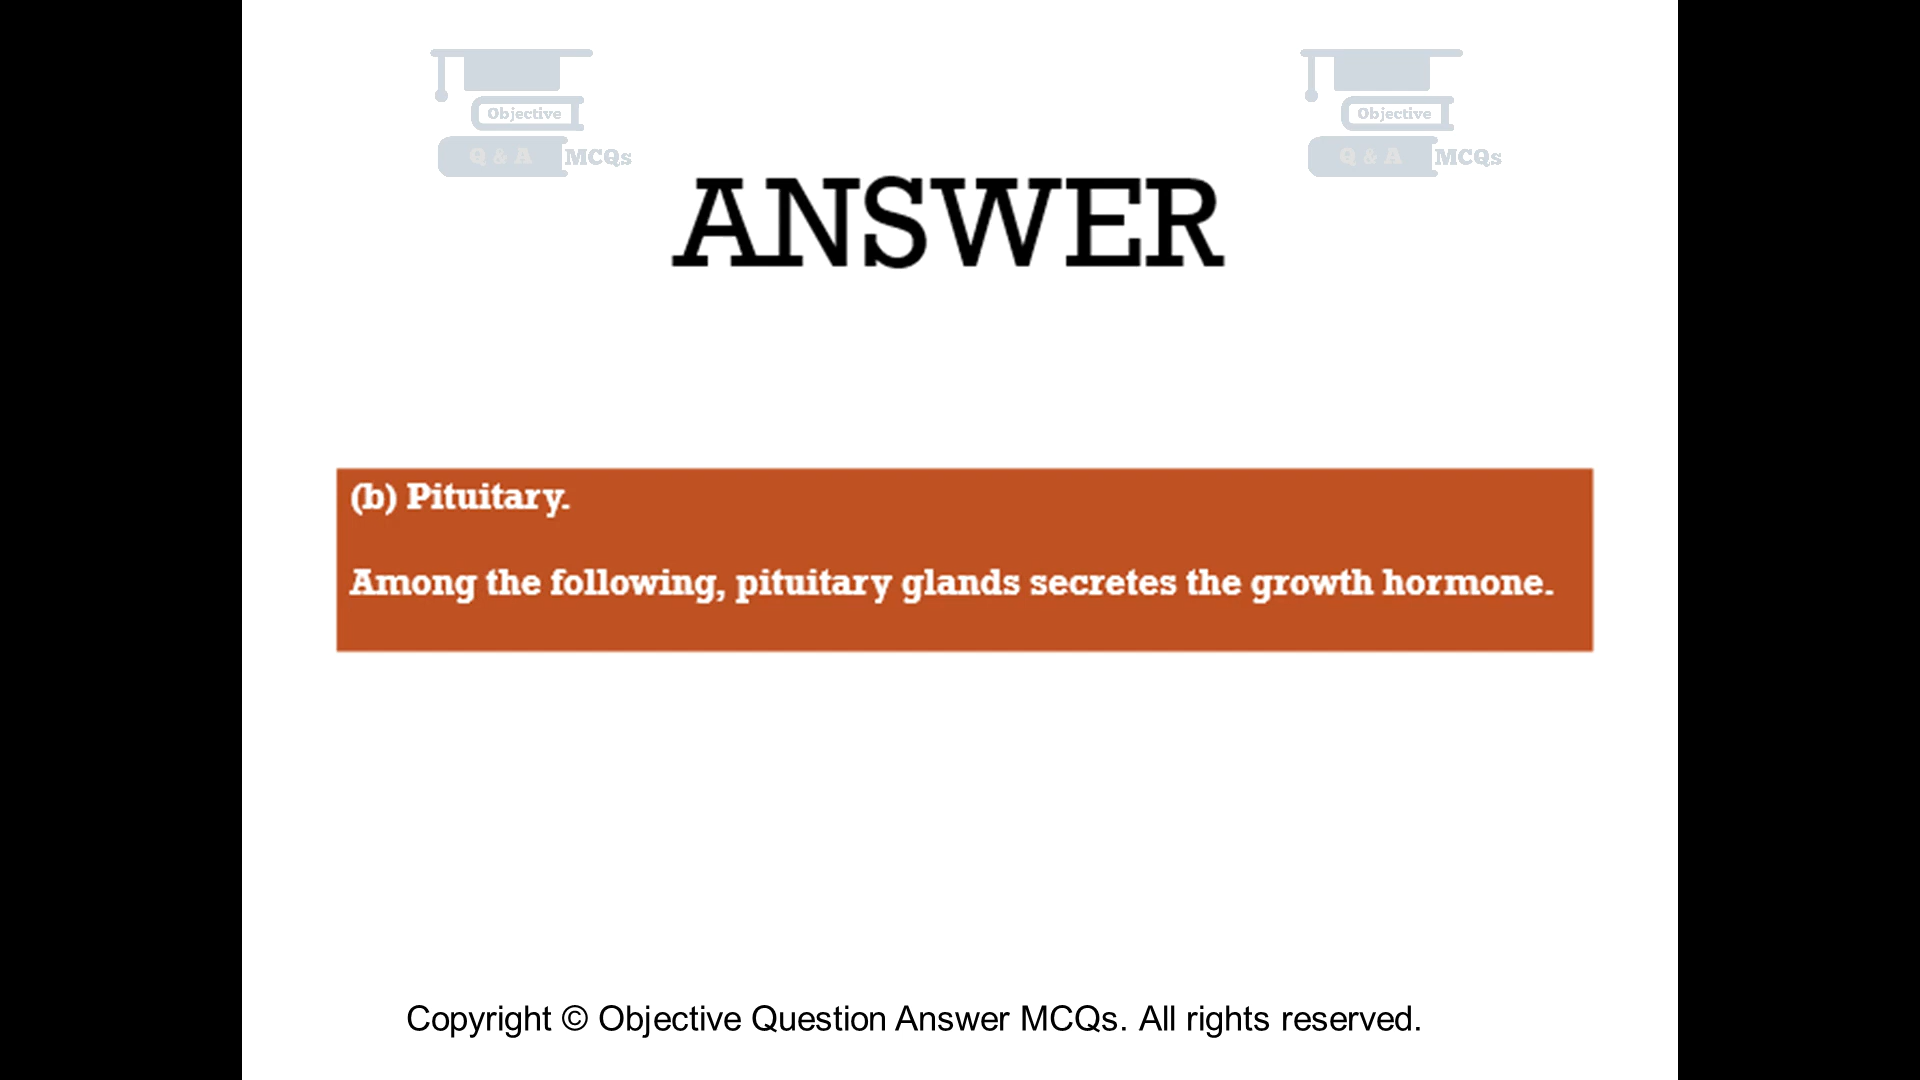 Objective
Q & A MCQs
Objective
Q & A MCQs
ANSWER
(b) Pituitary.
Among the following, pituitary glands secretes the growth hormone.
Copyright © Objective Question Answer MCQs. All rights reserved.